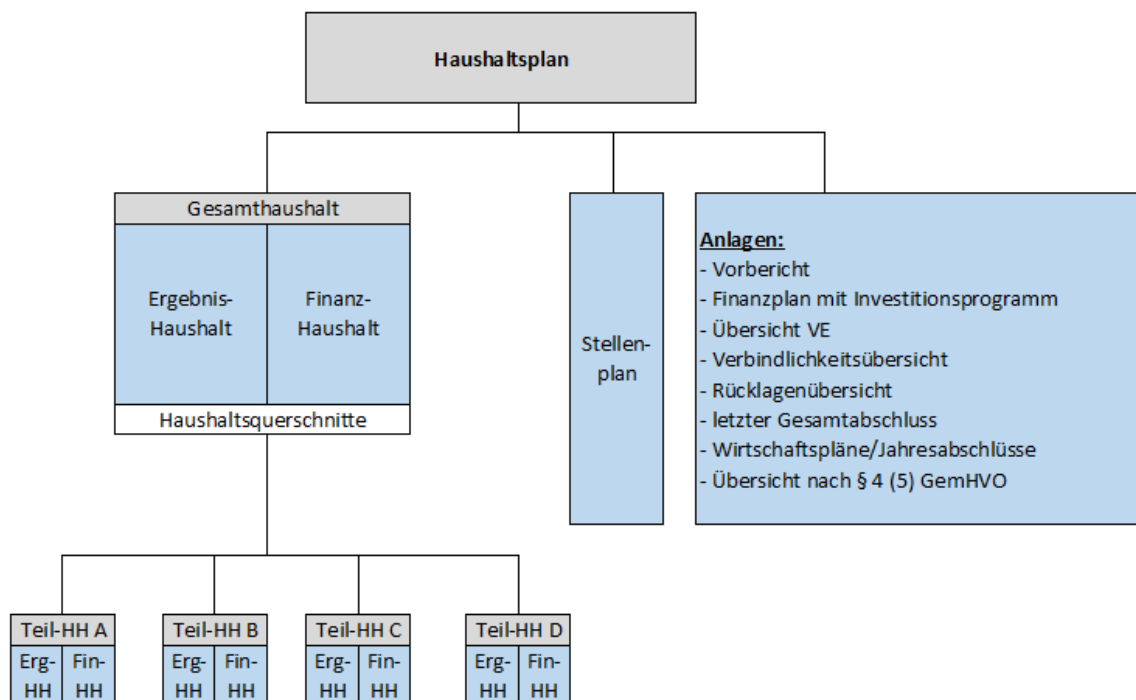 Haushaltsplan
Gesamthaushalt
Ergebnis-
Haushalt
Finanz-
Haushalt
Haushaltsquerschnitte
Stellen-
plan
Anlagen:
- Vorbericht
- Finanzplan mit Investitionsprogramm
- Übersicht VE
- Verbindlichkeitsübersicht
- Rücklagenübersicht
- letzter Gesamtabschluss
- Wirtschaftspläne/Jahresabschlüsse
- Übersicht nach § 4 (5) GemHVO
Teil-HH A
Erg-
HH
Fin-
HH
Teil-HH B
Erg-
HH
Fin-
HH
Teil-HH C
Erg-
HH
Fin-
HH
Teil-HH D
Erg-
HH
Fin-
HH